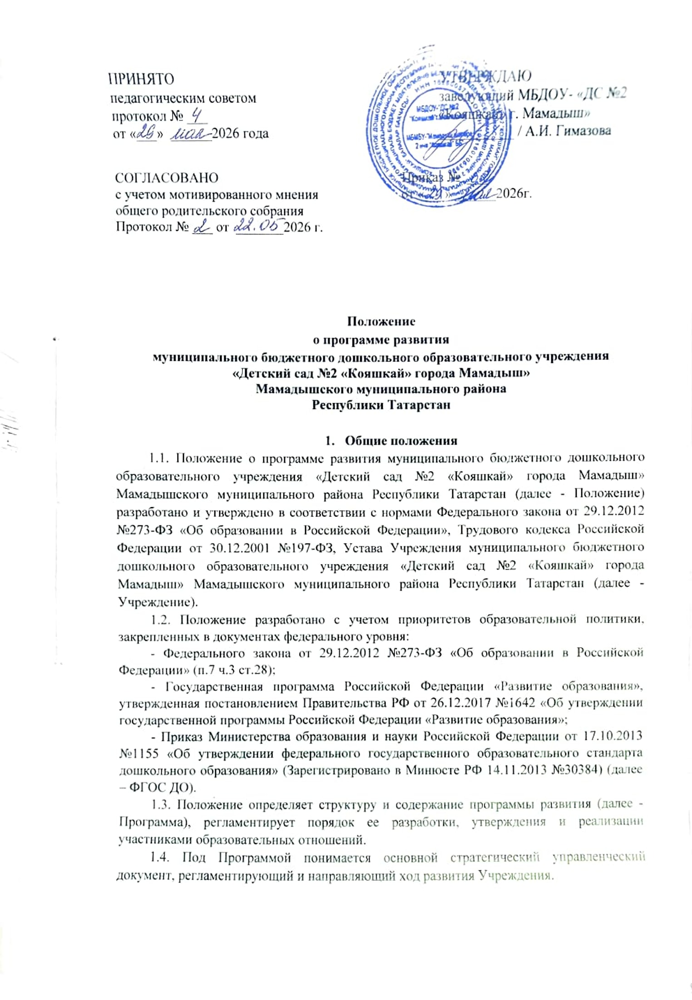 ПРИНЯТО
педагогическим советом
протокол № 4
от «29» мая 2026 года
УТВЕРЖДАЮ
заведующий МБДОУ- «ДС №2
«Кояшкай» г. Мамадыш»
/ А.И. Гимазова
Приказ №
от «29» мая 2026г.
МБДОУ-"ДС №2
СОГЛАСОВАНО
с учетом мотивированного мнения
общего родительского собрания
Протокол № 2 от 22.05 2026 г.
Положение
о программе развития
муниципального бюджетного дошкольного образовательного учреждения
«Детский сад №2 «Кояшкай» города Мамадыш»
Мамадышского муниципального района
Республики Татарстан
1. Общие положения
1.1. Положение о программе развития муниципального бюджетного дошкольного
образовательного учреждения «Детский сад №2 «Кояшкай» города Мамадыш»
Мамадышского муниципального района Республики Татарстан (далее - Положение)
разработано и утверждено в соответствии с нормами Федерального закона от 29.12.2012
№273-ФЗ «Об образовании в Российской Федерации», Трудового кодекса Российской
Федерации от 30.12.2001 №197-ФЗ, Устава Учреждения муниципального бюджетного
дошкольного образовательного учреждения «Детский сад №2 «Кояшкай» города
Мамадыш» Мамадышского муниципального района Республики Татарстан (далее -
Учреждение).
1.2. Положение разработано с учетом приоритетов образовательной политики,
закрепленных в документах федерального уровня:
- Федерального закона от 29.12.2012 №273-ФЗ «Об образовании в Российской
Федерации» (п.7 ч.3 ст.28);
- Государственная программа Российской Федерации «Развитие образования»,
утвержденная постановлением Правительства РФ от 26.12.2017 №1642 «Об утверждении
государственной программы Российской Федерации «Развитие образования»;
- Приказ Министерства образования и науки Российской Федерации от 17.10.2013
№1155 «Об утверждении федерального государственного образовательного стандарта
дошкольного образования» (Зарегистрировано в Минюсте РФ 14.11.2013 №30384) (далее
– ФГОС ДО).
1.3. Положение определяет структуру и содержание программы развития (далее -
Программа), регламентирует порядок ее разработки, утверждения и реализации
участниками образовательных отношений.
1.4. Под Программой понимается основной стратегический управленческий
документ, регламентирующий и направляющий ход развития Учреждения.